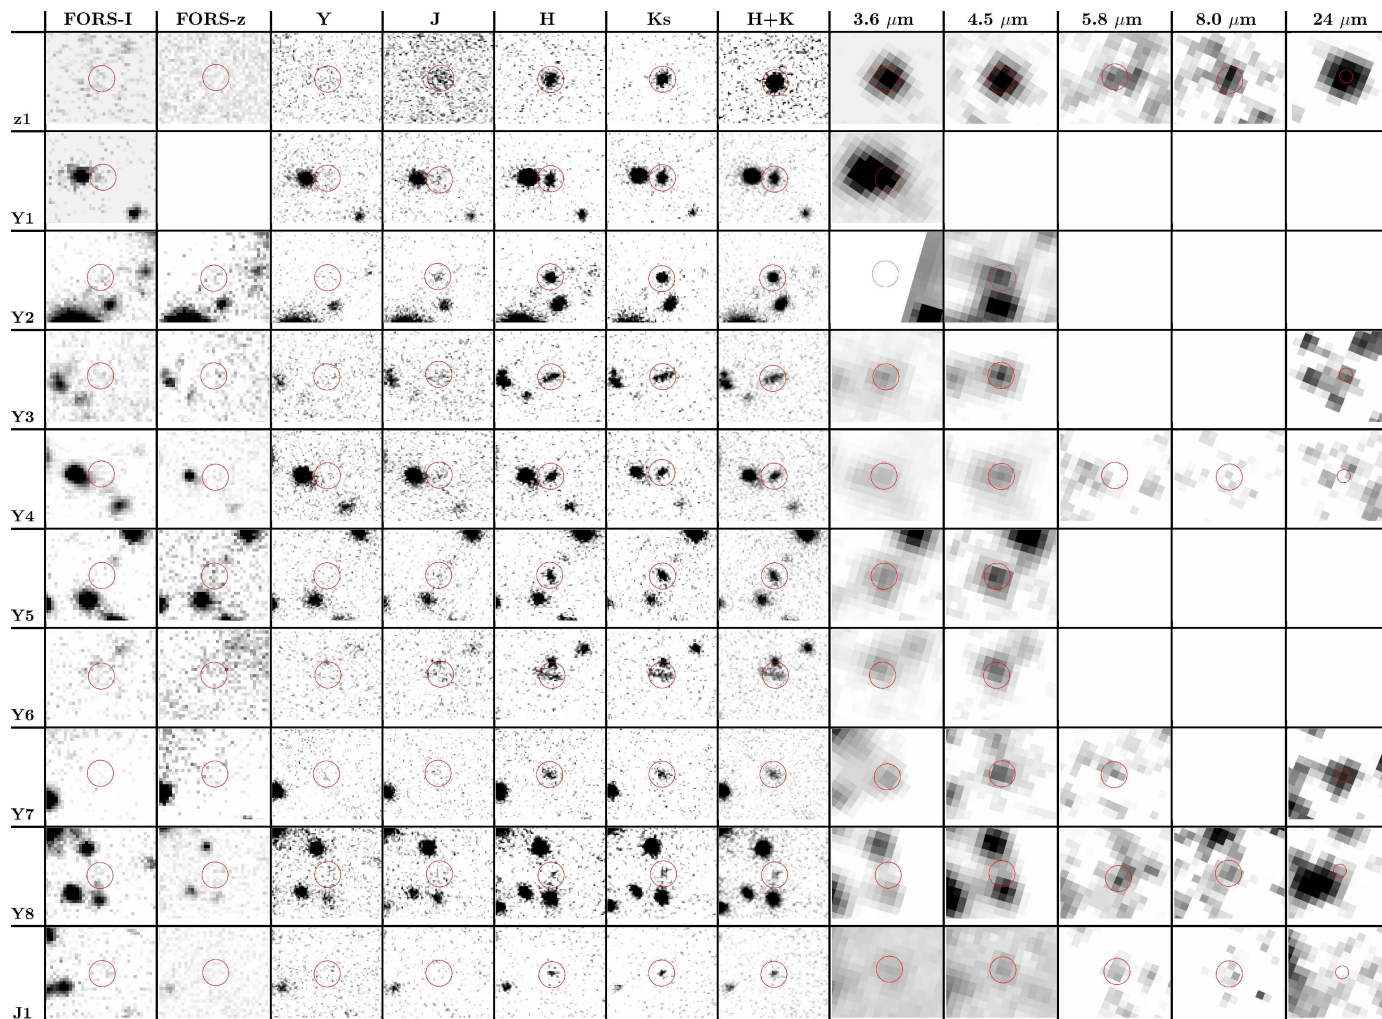 FORS-I FORS-z Y J H Ks H+K 3.6 μm 4.5 μm 5.8 μm 8.0 μm 24 μm
z1
Y1
Y2
Y3
Y4
Y5
Y6
Y7
Y8
J1